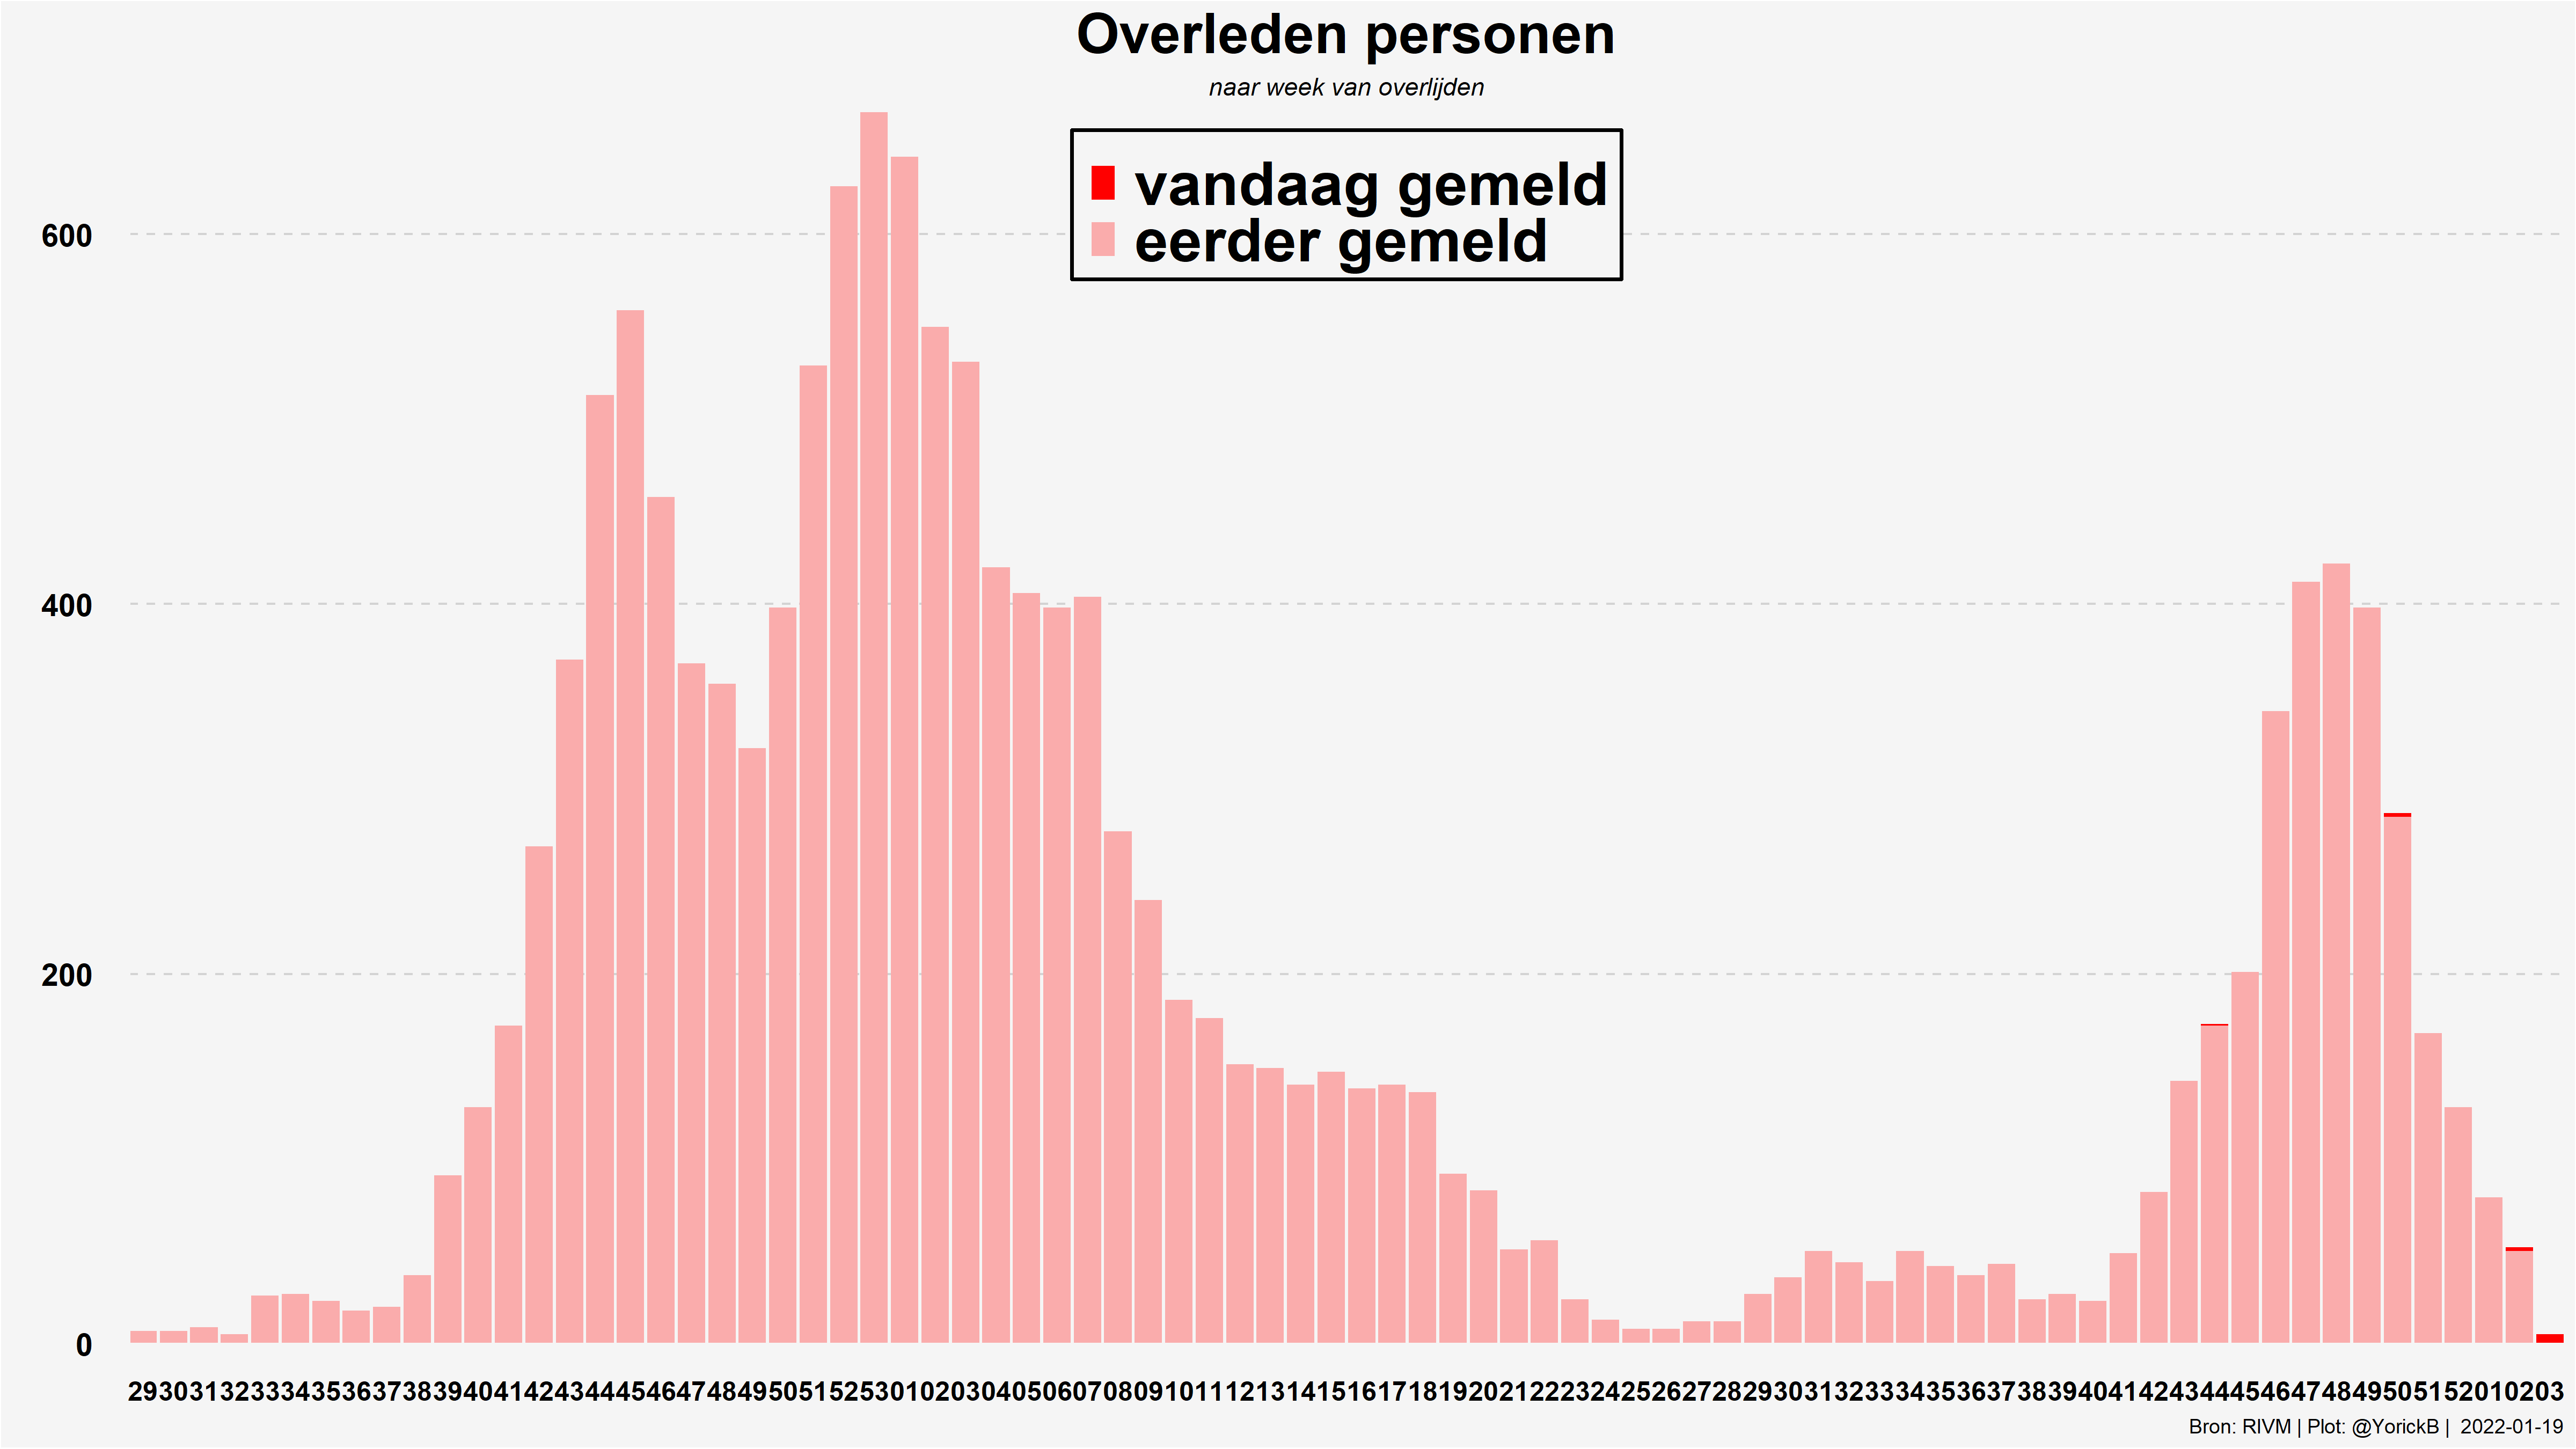 Overleden personen
naar week van overlijden
vandaag gemeld
eerder gemeld
600
400
200
0
2930313233343536373839404142434445464748495051525301020304050607080910111213141516171819202122232425262728293031323334353637383940414243444546474849505152010203
Bron: RIVM | Plot: @YorickB | 2022-01-19